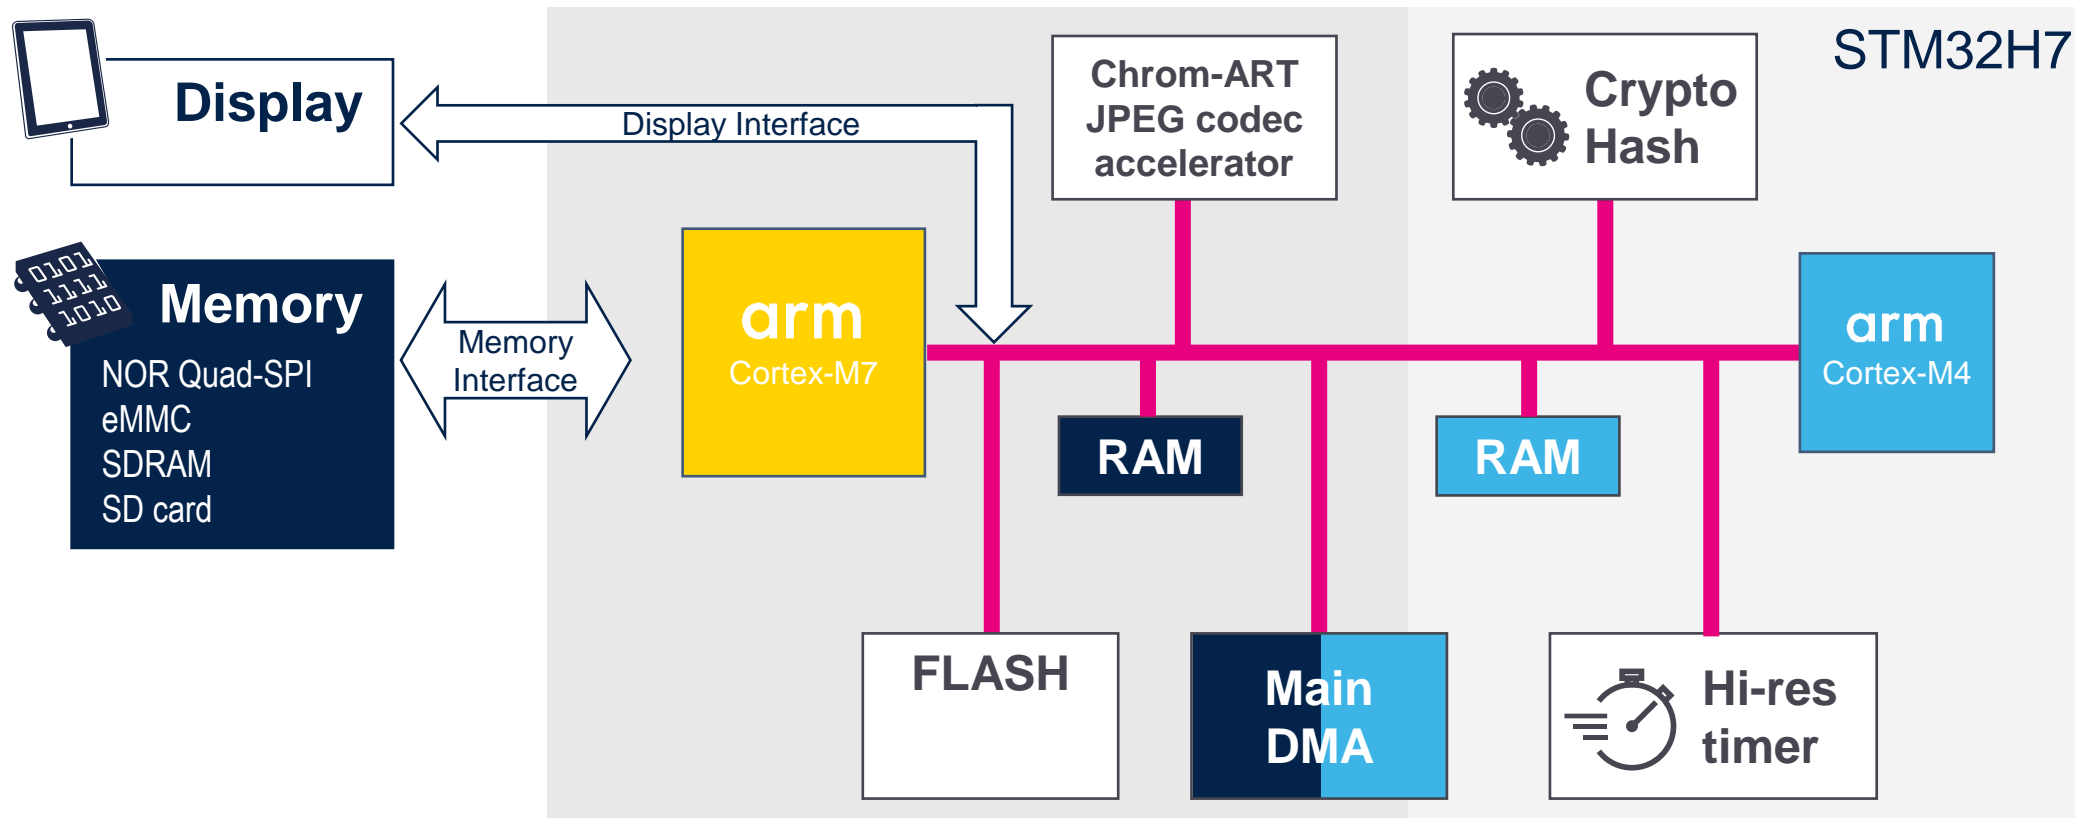 STM32H7
Display
Display Interface
Chrom-ART
JPEG codec
accelerator
Crypto
Hash
0101
1111
1010
Memory
NOR Quad-SPI
eMMC
SDRAM
SD card
Memory
Interface
arm
Cortex-M7
arm
Cortex-M4
RAM
RAM
FLASH
Main
DMA
Hi-res
timer